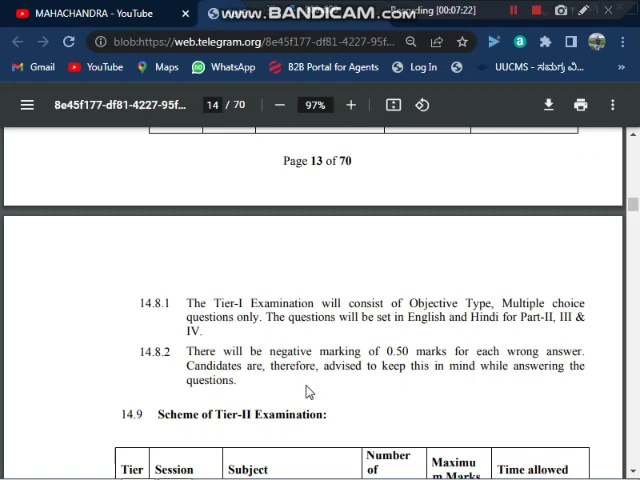 MAHACHANDRA - YouTube
www.BANDICAM.com
Recording [00:07:22]
blob:https://web.telegram.org/8e45f177-df81-4227-95f...
Gmail YouTube Maps WhatsApp B2B Portal for Agents Log In UUCMS - ಸಮಗ್ರ ವಿ...
8e45f177-df81-4227-95f... 14 / 70 97%
Page 13 of 70
14.8.1 The Tier-I Examination will consist of Objective Type, Multiple choice
questions only. The questions will be set in English and Hindi for Part-II, III &
IV.
14.8.2 There will be negative marking of 0.50 marks for each wrong answer.
Candidates are, therefore, advised to keep this in mind while answering the
questions.
14.9 Scheme of Tier-II Examination:
Tier Session Subject Number of Maximu m Marks Time allowed